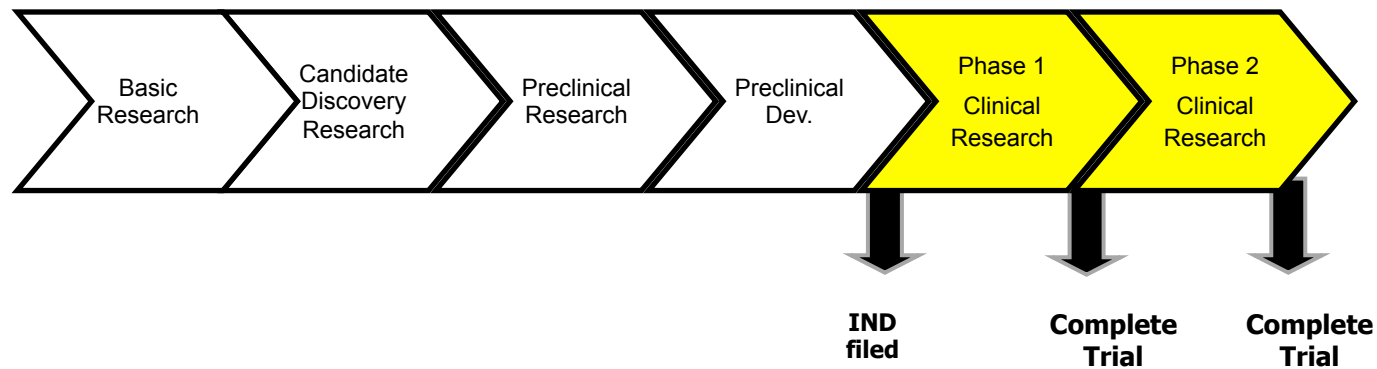 Basic
Research
Candidate
Discovery
Research
Preclinical
Research
Preclinical
Dev.
Phase 1
Clinical
Research
Phase 2
Clinical
Research
IND
filed
Complete
Trial
Complete
Trial